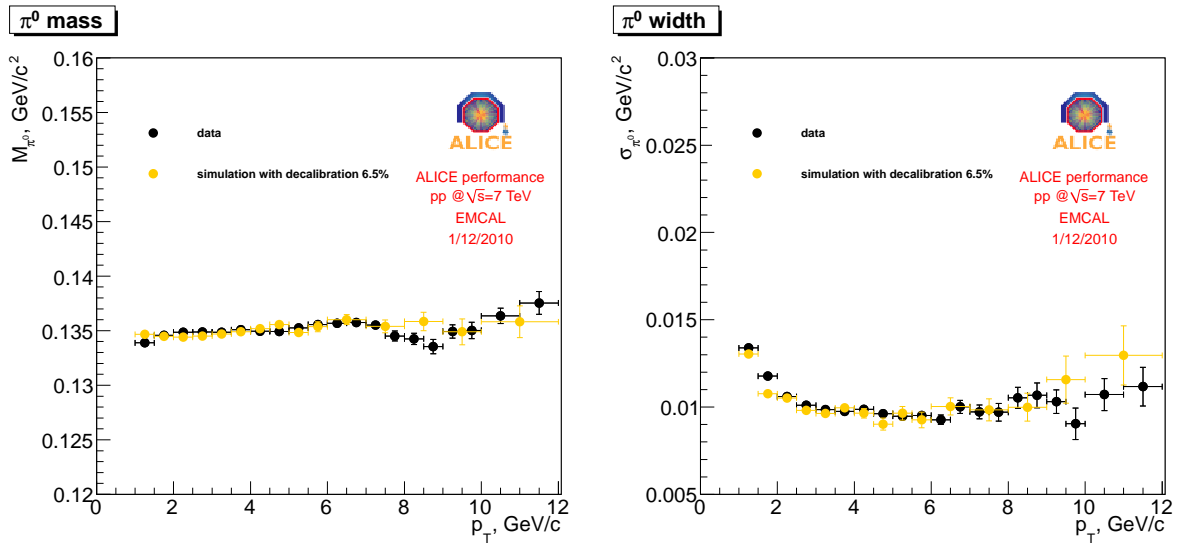 π⁰ mass
M_π⁰, GeV/c²
0.16
0.155
0.15
0.145
0.14
0.135
0.13
0.125
0.12
0 2 4 6 8 10 12
p_T, GeV/c
data
simulation with decalibration 6.5%
ALICE
ALICE performance
pp @ √s=7 TeV
EMCAL
1/12/2010
π⁰ width
σ_π⁰, GeV/c²
0.03
0.025
0.02
0.015
0.01
0.005
0 2 4 6 8 10 12
p_T, GeV/c
data
simulation with decalibration 6.5%
ALICE
ALICE performance
pp @ √s=7 TeV
EMCAL
1/12/2010